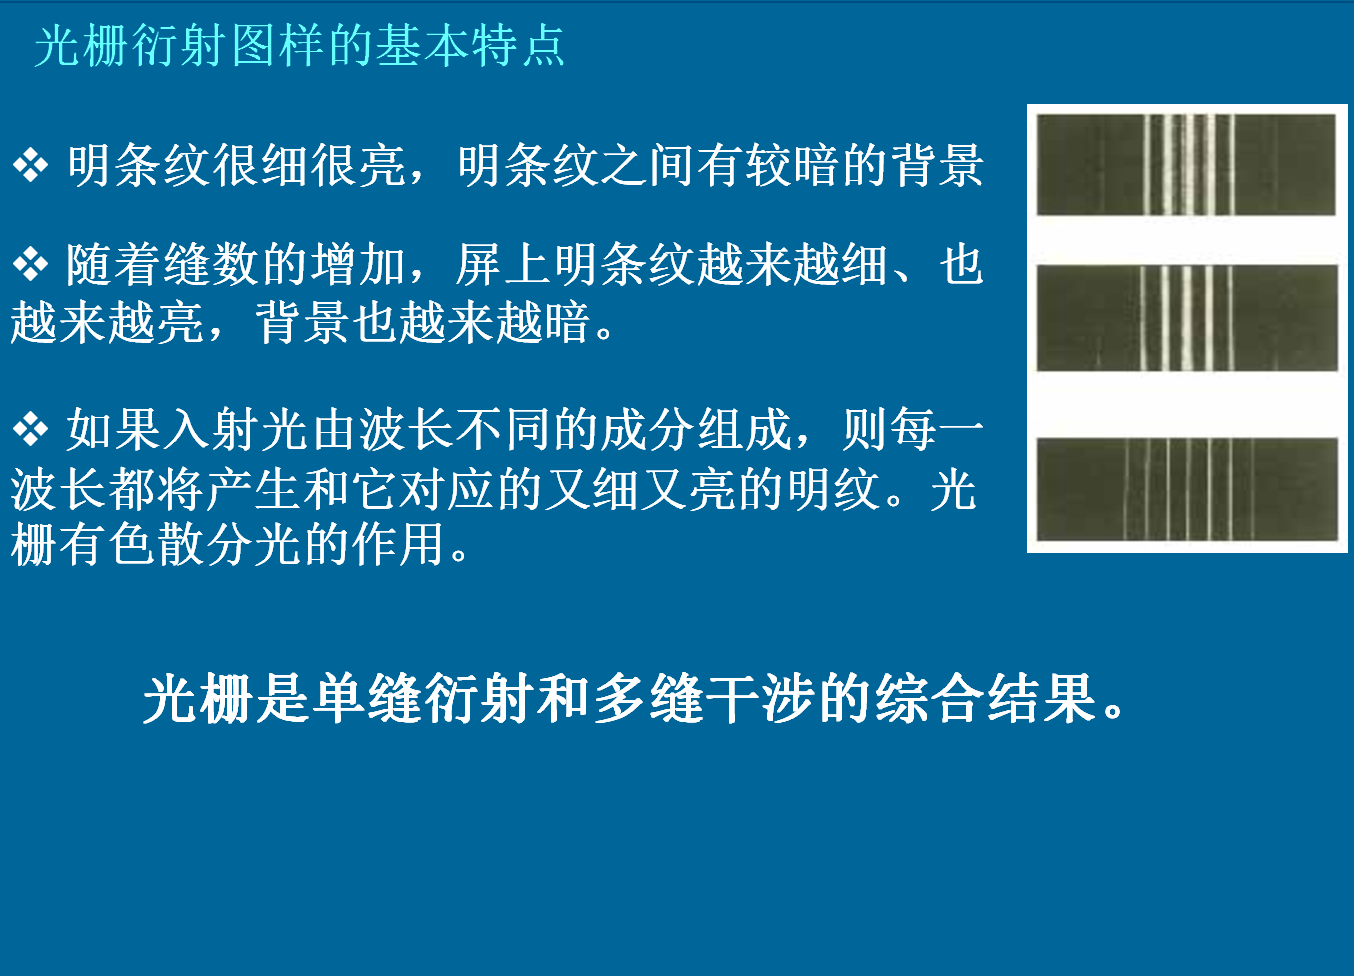 光栅衍射图样的基本特点
❖ 明条纹很细很亮，明条纹之间有较暗的背景
❖ 随着缝数的增加，屏上明条纹越来越细、也
越来越亮，背景也越来越暗。
❖ 如果入射光由波长不同的成分组成，则每一
波长都将产生和它对应的又细又亮的明纹。光
栅有色散分光的作用。
光栅是单缝衍射和多缝干涉的综合结果。